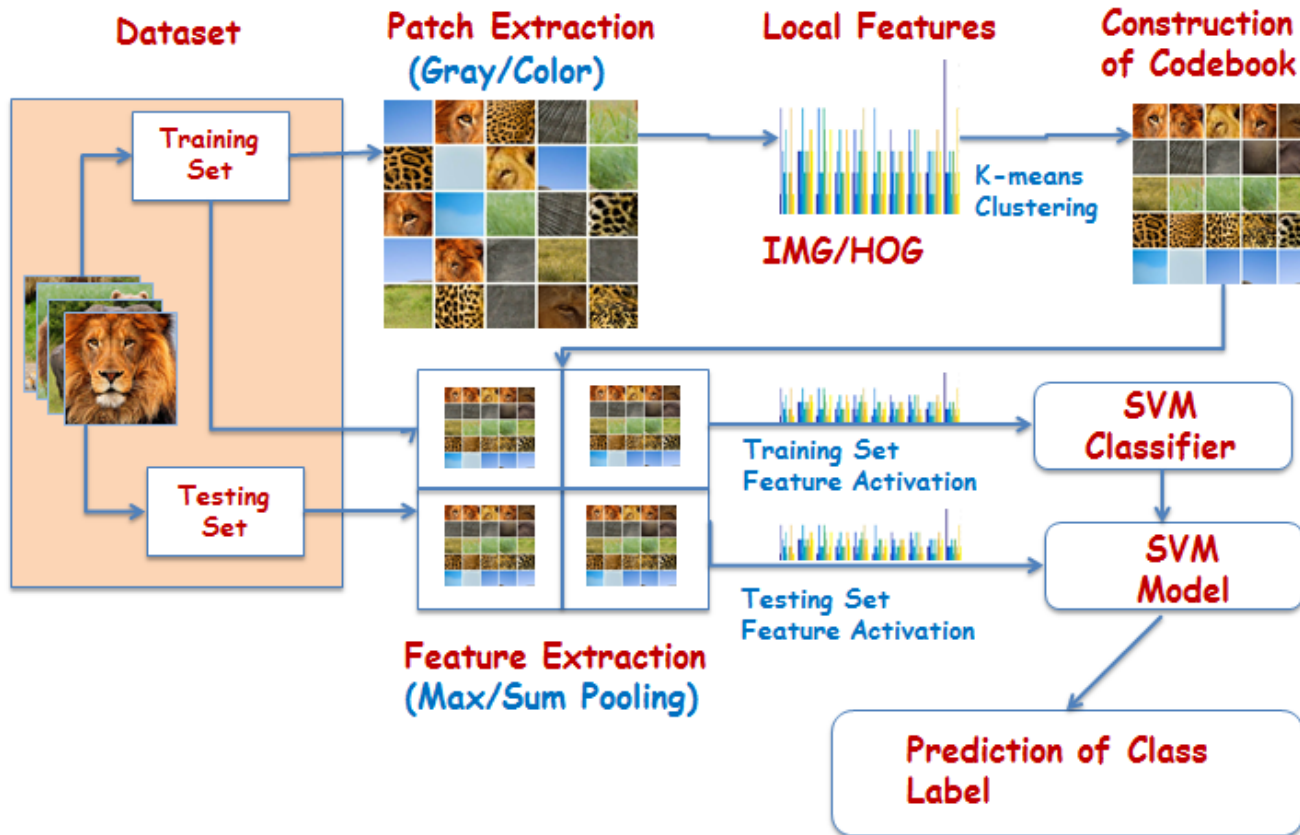 Dataset
Patch Extraction
(Gray/Color)
Local Features
Construction
of Codebook
Training
Set
K-means
Clustering
IMG/HOG
Testing
Set
Training Set
Feature Activation
SVM
Classifier
Testing Set
Feature Activation
SVM
Model
Feature Extraction
(Max/Sum Pooling)
Prediction of Class
Label